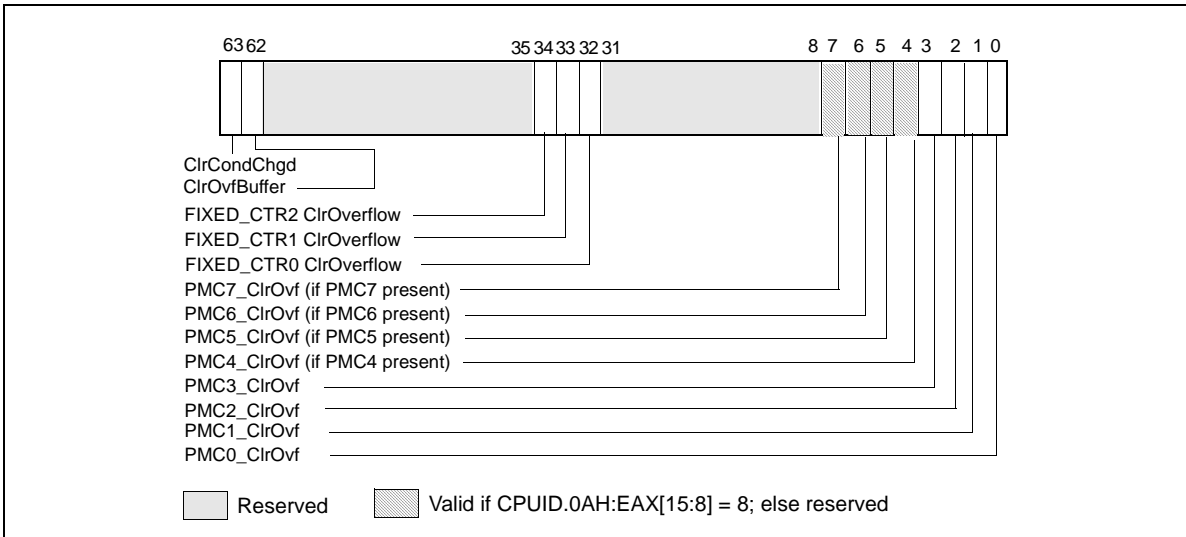 63 62 35 34 33 32 31 8 7 6 5 4 3 2 1 0
ClrCondChgd
ClrOvfBuffer
FIXED_CTR2 ClrOverflow
FIXED_CTR1 ClrOverflow
FIXED_CTR0 ClrOverflow
PMC7_ClrOvf (if PMC7 present)
PMC6_ClrOvf (if PMC6 present)
PMC5_ClrOvf (if PMC5 present)
PMC4_ClrOvf (if PMC4 present)
PMC3_ClrOvf
PMC2_ClrOvf
PMC1_ClrOvf
PMC0_ClrOvf
Reserved Valid if CPUID.0AH:EAX[15:8] = 8; else reserved